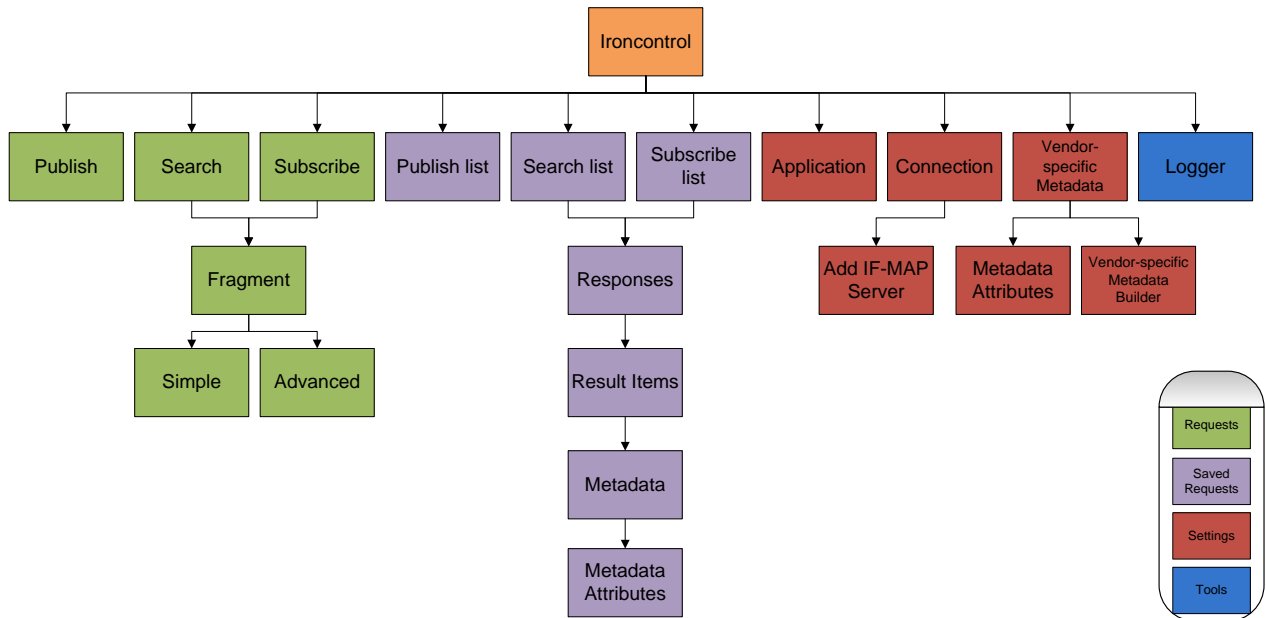 Ironcontrol
Publish
Search
Subscribe
Publish list
Search list
Subscribe
list
Application
Connection
Vendor-
specific
Metadata
Logger
Fragment
Responses
Add IF-MAP
Server
Metadata
Attributes
Vendor-specific
Metadata
Builder
Simple
Advanced
Result Items
Metadata
Metadata
Attributes
Requests
Saved
Requests
Settings
Tools